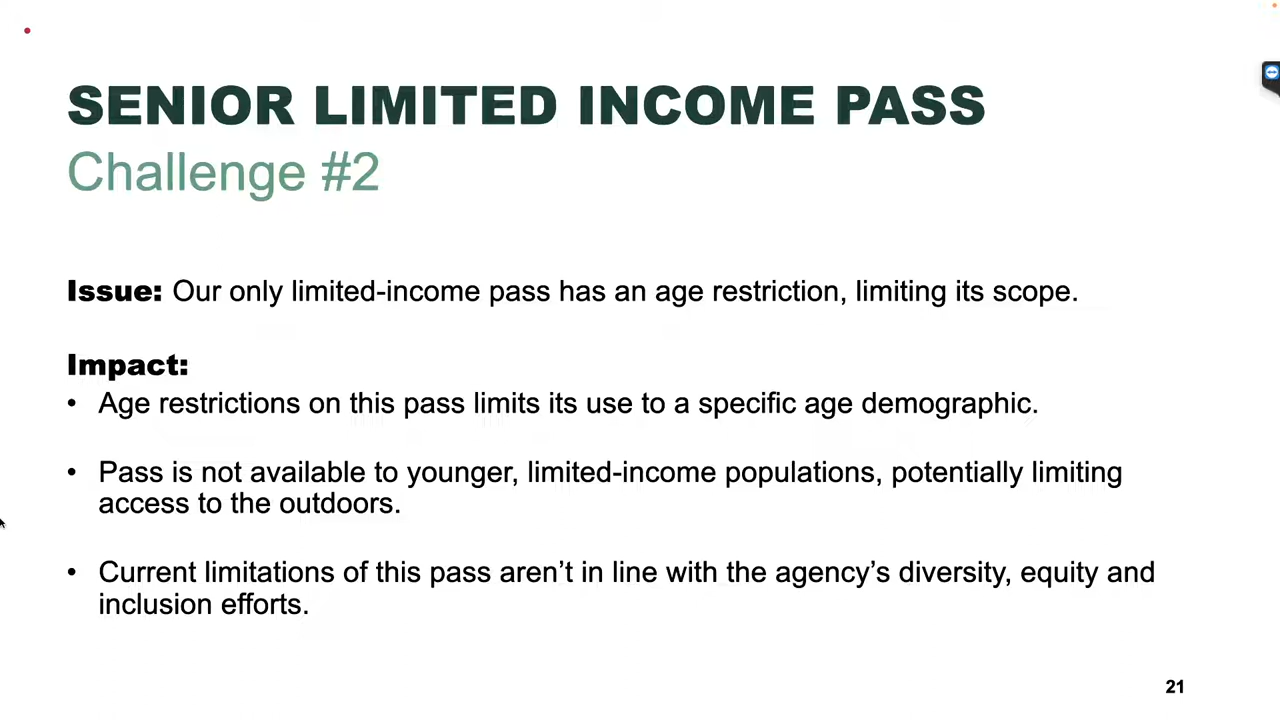 SENIOR LIMITED INCOME PASS
Challenge #2
Issue: Our only limited-income pass has an age restriction, limiting its scope.
Impact:
• Age restrictions on this pass limits its use to a specific age demographic.
• Pass is not available to younger, limited-income populations, potentially limiting
access to the outdoors.
• Current limitations of this pass aren’t in line with the agency’s diversity, equity and
inclusion efforts.
21